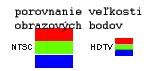 porovnanie veľkosti
obrazových bodov
NTSC HDTV